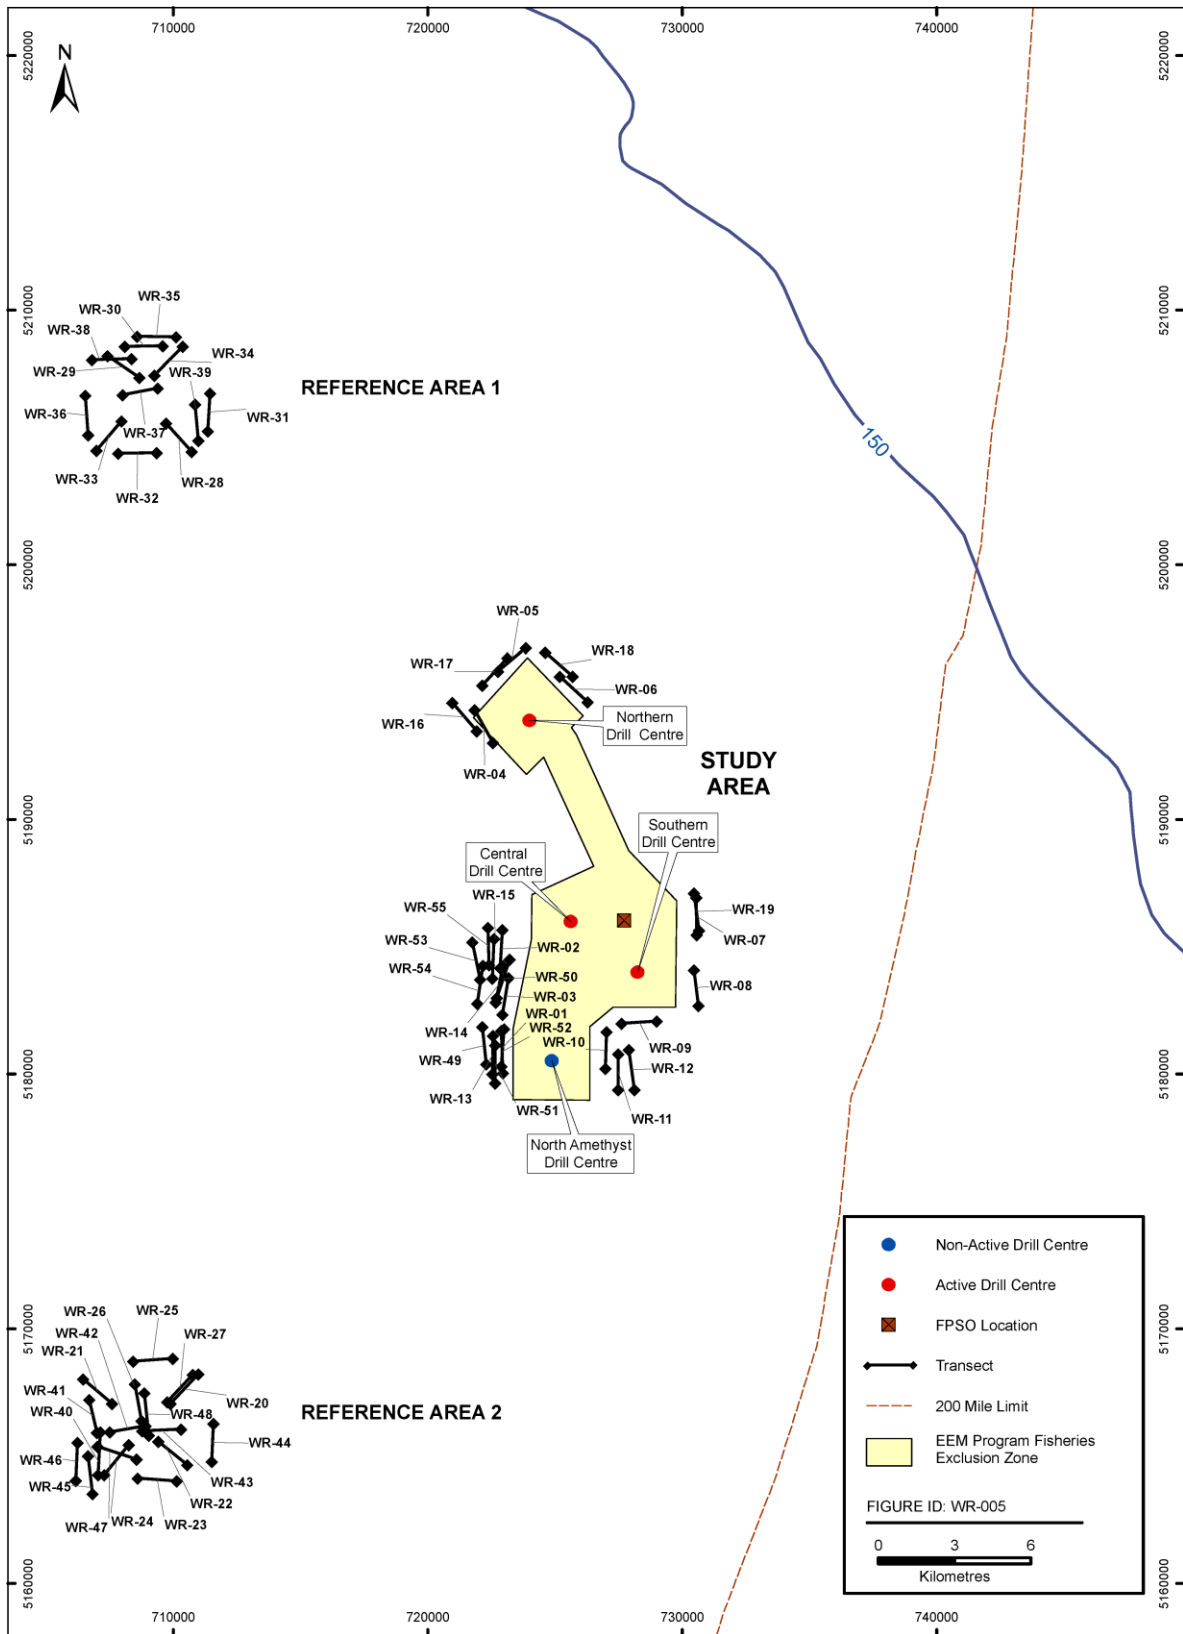 710000
720000
730000
740000
5220000
5220000
N
5210000
5210000
WR-35
WR-30
WR-38
WR-34
WR-29
WR-39
REFERENCE AREA 1
WR-36
WR-31
WR-37
WR-33
WR-28
WR-32
150
5200000
5200000
WR-05
WR-17
WR-18
WR-06
WR-16
Northern
Drill Centre
WR-04
STUDY
AREA
5190000
5190000
Southern
Drill Centre
Central
Drill Centre
WR-15
WR-55
WR-19
WR-53
WR-02
WR-07
WR-54
WR-50
WR-08
WR-03
WR-01
WR-14
WR-52
WR-10
WR-09
WR-49
WR-12
WR-13
WR-51
WR-11
5180000
5180000
North Amethyst
Drill Centre
5170000
5170000
WR-26
WR-25
WR-42
WR-27
WR-21
WR-41
WR-20
WR-40
WR-48
REFERENCE AREA 2
WR-44
WR-46
WR-43
WR-45
WR-22
WR-24
WR-23
WR-47
5160000
5160000
Non-Active Drill Centre
Active Drill Centre
FPSO Location
Transect
200 Mile Limit
EEM Program Fisheries
Exclusion Zone
FIGURE ID: WR-005
0 3 6
Kilometres
710000
720000
730000
740000